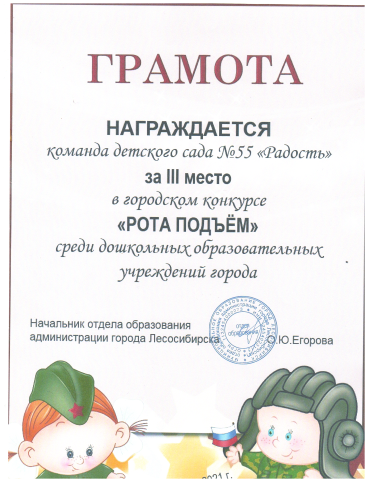 ГРАМОТА
НАГРАЖДАЕТСЯ
команда детского сада №55 «Радость»
за III место
в городском конкурсе
«РОТА ПОДЪЁМ»
среди дошкольных образовательных
учреждений города
Начальник отдела образования
администрации города Лесосибирска О.Ю.Егорова
2021 г.